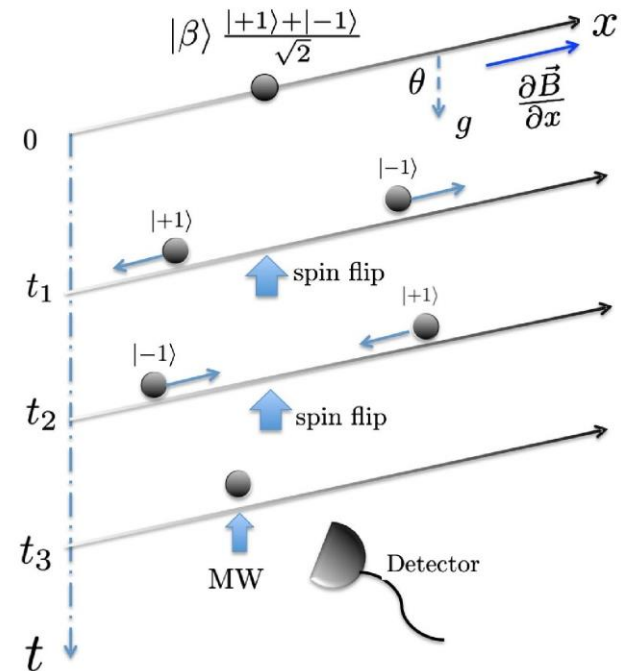 |β⟩ (|+1⟩+|−1⟩)/√2
x
θ
g
∂B⃗/∂x
0
|−1⟩
|+1⟩
t₁
spin flip
|+1⟩
|−1⟩
t₂
spin flip
t₃
MW
Detector
t